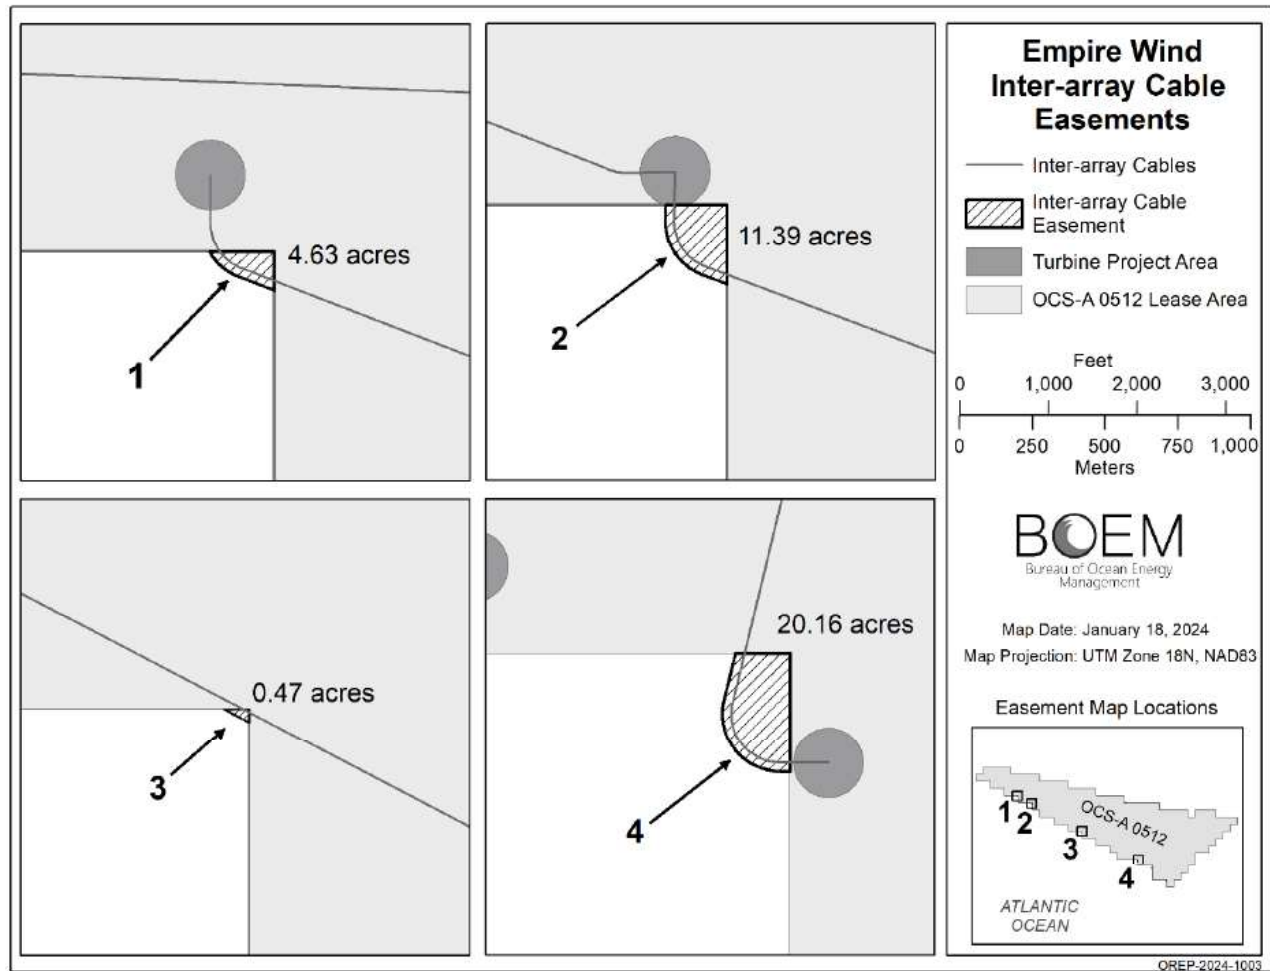 4.63 acres
1
11.39 acres
2
0.47 acres
3
20.16 acres
4
Empire Wind
Inter-array Cable
Easements
Inter-array Cables
Inter-array Cable
Easement
Turbine Project Area
OCS-A 0512 Lease Area
Feet
0 1,000 2,000 3,000
0 250 500 750 1,000
Meters
BOEM
Bureau of Ocean Energy
Management
Map Date: January 18, 2024
Map Projection: UTM Zone 18N, NAD83
Easement Map Locations
OCS-A 0512
1
2
3
4
ATLANTIC
OCEAN
OREP-2024-1003